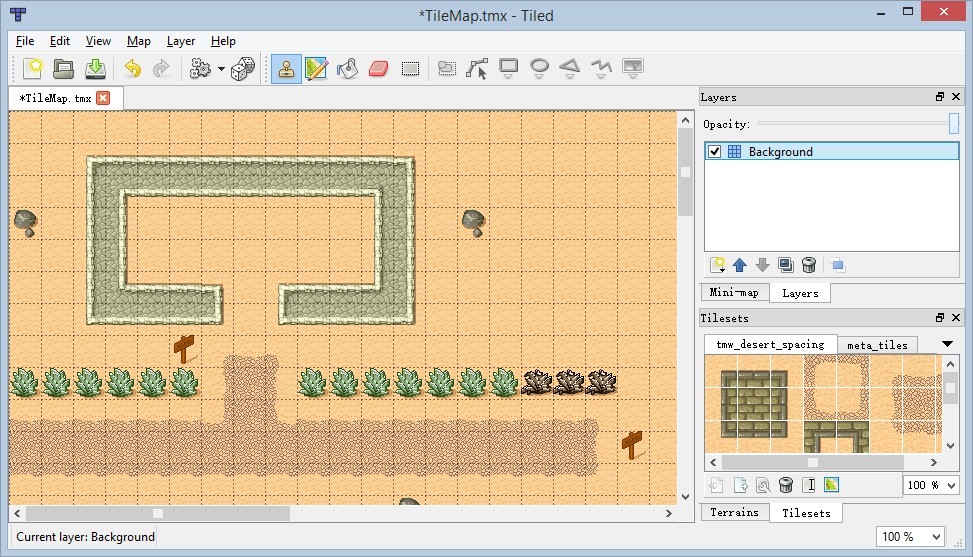 *TileMap.tmx - Tiled
File Edit View Map Layer Help
*TileMap.tmx
Layers
Opacity:
Background
Mini-map Layers
Tilesets
tmw_desert_spacing meta_tiles
100 %
Terrains Tilesets
Current layer: Background
100 %